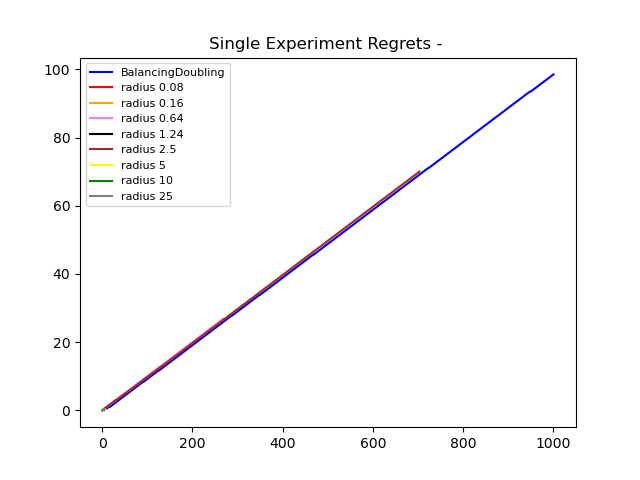 Single Experiment Regrets -
BalancingDoubling
radius 0.08
radius 0.16
radius 0.64
radius 1.24
radius 2.5
radius 5
radius 10
radius 25
100
80
60
40
20
0
0 200 400 600 800 1000